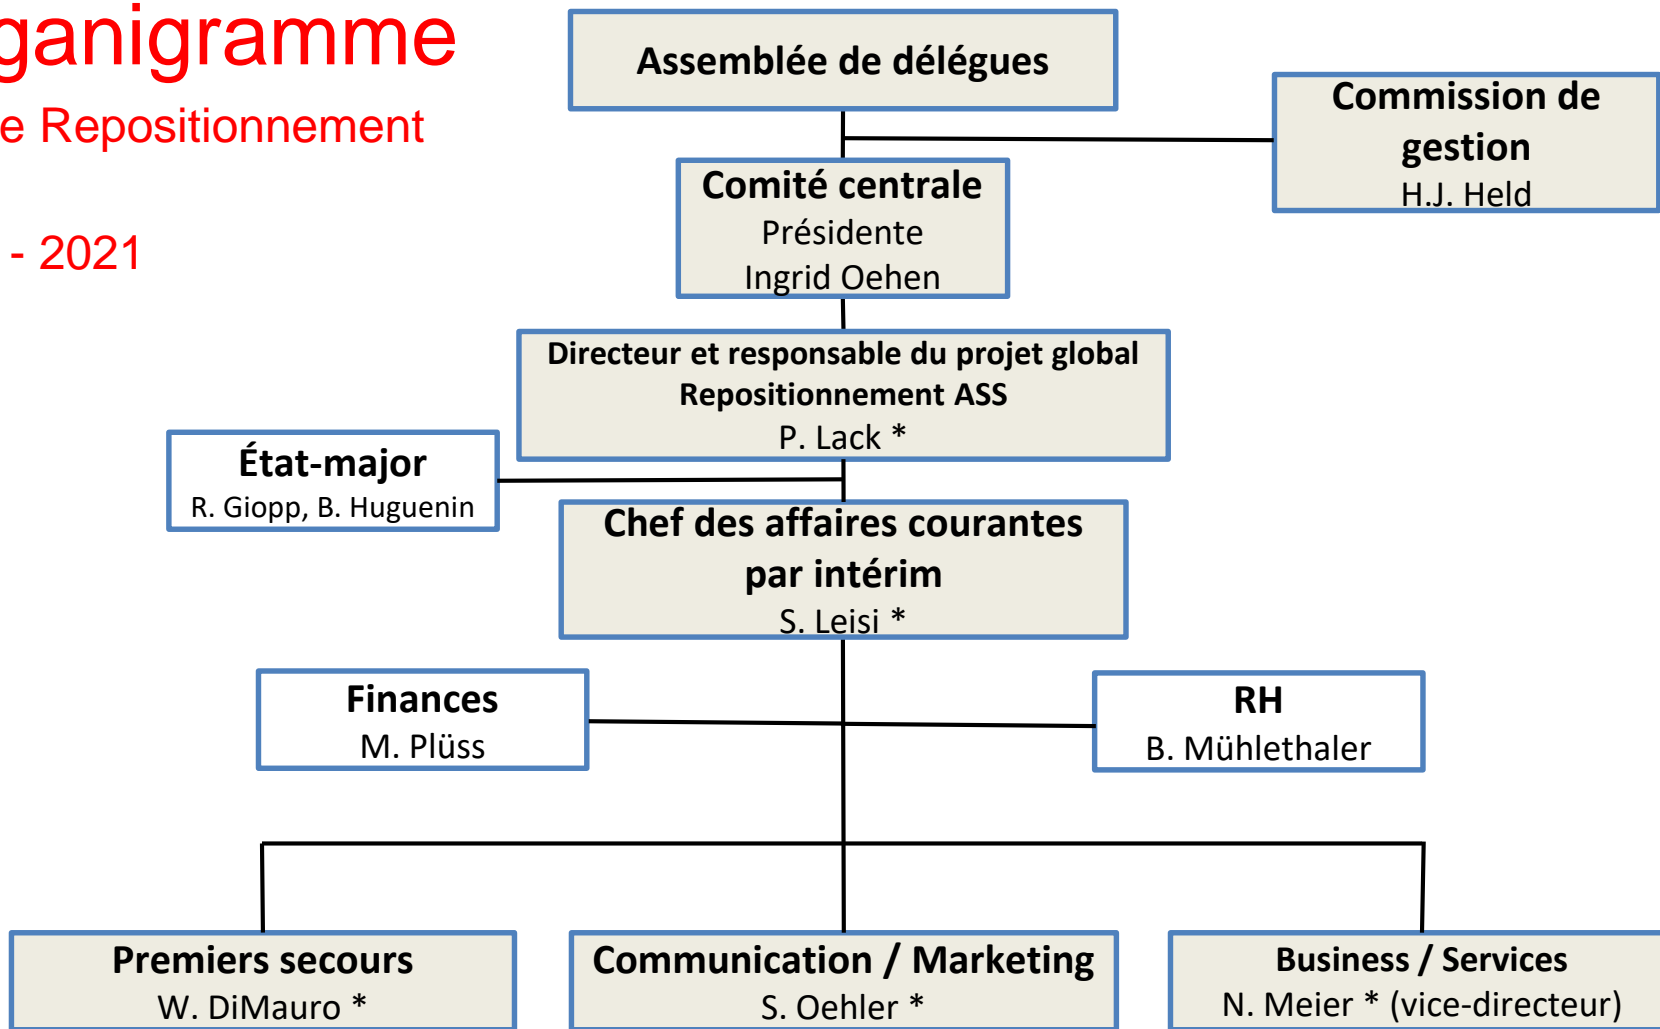 ganigramme
e Repositionnement
- 2021
Assemblée de délégues
Commission de
gestion
H.J. Held
Comité centrale
Présidente
Ingrid Oehen
Directeur et responsable du projet global
Repositionnement ASS
P. Lack *
État-major
R. Giopp, B. Huguenin
Chef des affaires courantes
par intérim
S. Leisi *
Finances
M. Plüss
RH
B. Mühlethaler
Premiers secours
W. DiMauro *
Communication / Marketing
S. Oehler *
Business / Services
N. Meier * (vice-directeur)